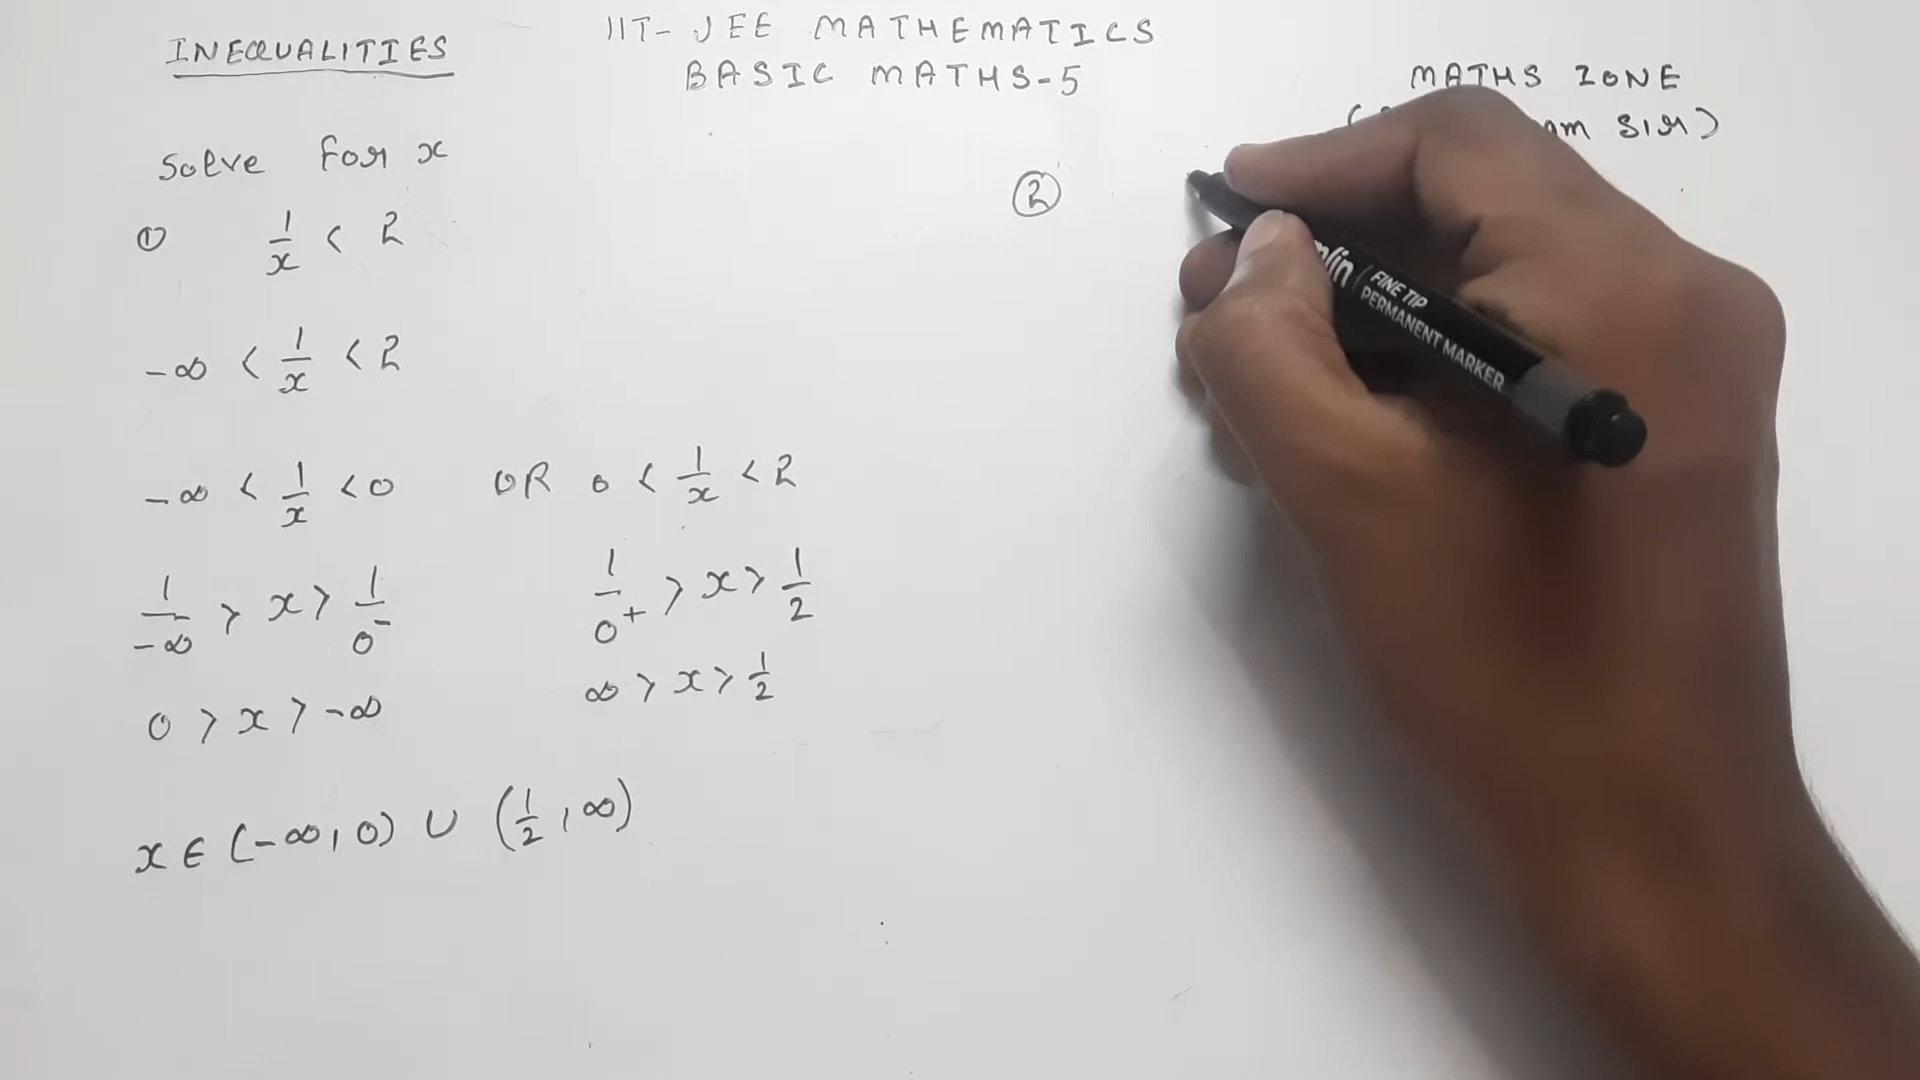 INEQUALITIES
IIT-JEE MATHEMATICS
BASIC MATHS-5
MATHS ZONE
sir)
Solve for x
① 1/x < 2
-∞ < 1/x < 2
-∞ < 1/x < 0 OR 0 < 1/x < 2
1/-∞ > x > 1/0⁻
1/0⁺ > x > 1/2
0 > x > -∞
∞ > x > 1/2
x ∈ (-∞, 0) ∪ (1/2, ∞)
②
FINE TIP
PERMANENT MARKER